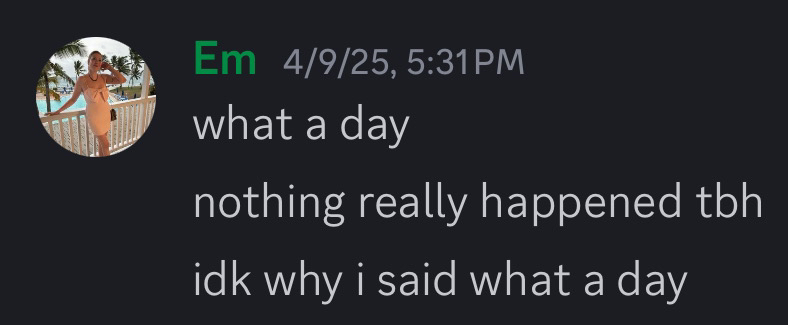 Em 4/9/25, 5:31 PM
what a day
nothing really happened tbh
idk why i said what a day